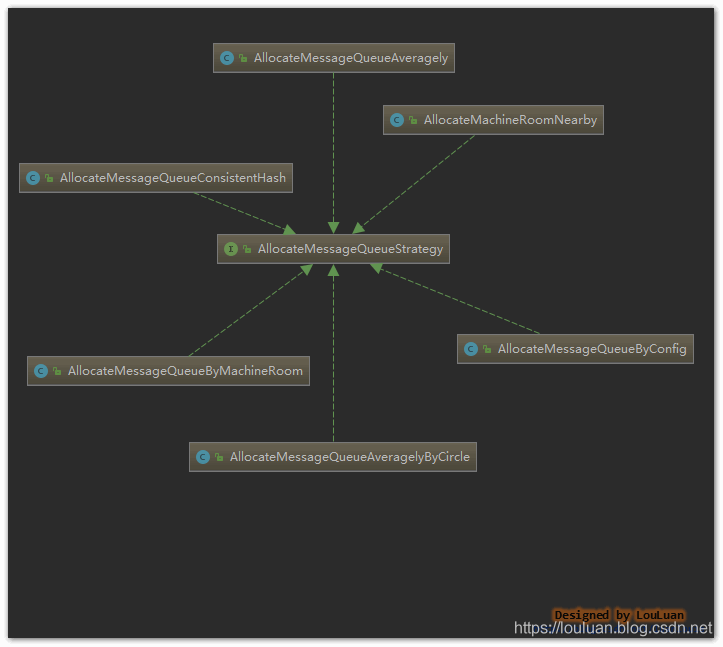 AllocateMessageQueueAveragely
AllocateMachineRoomNearby
AllocateMessageQueueConsistentHash
AllocateMessageQueueStrategy
AllocateMessageQueueByConfig
AllocateMessageQueueByMachineRoom
AllocateMessageQueueAveragelyByCircle
Designed by LouLuan
https://louluan.blog.csdn.net